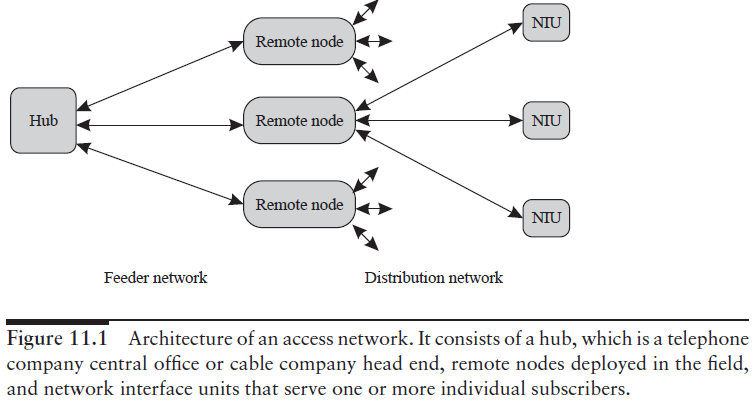 Remote node
NIU
Hub
Remote node
NIU
Remote node
NIU
Feeder network
Distribution network
Figure 11.1 Architecture of an access network. It consists of a hub, which is a telephone
company central office or cable company head end, remote nodes deployed in the field,
and network interface units that serve one or more individual subscribers.